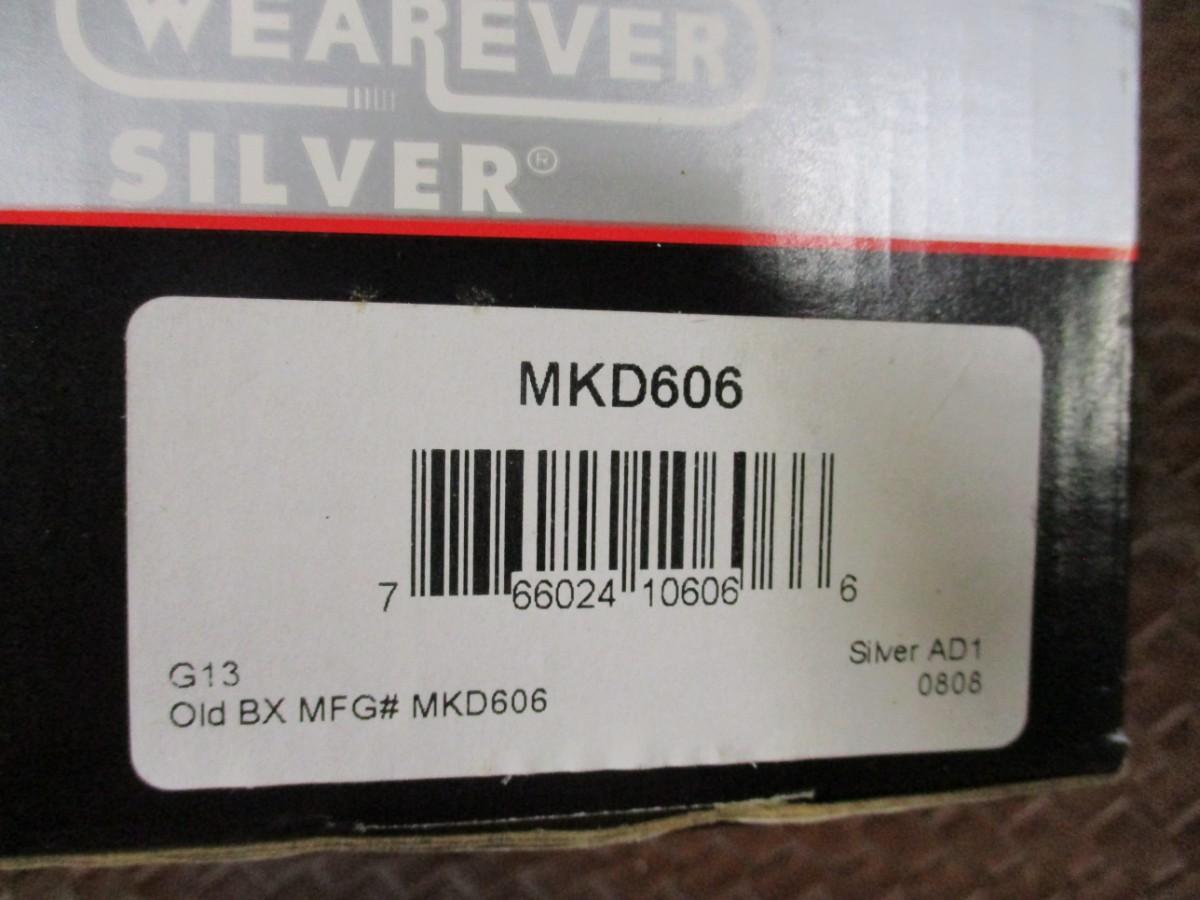 WEAREVER
SILVER®
MKD606
7 66024 10606 6
G13
Old BX MFG# MKD606
Silver AD1
0808